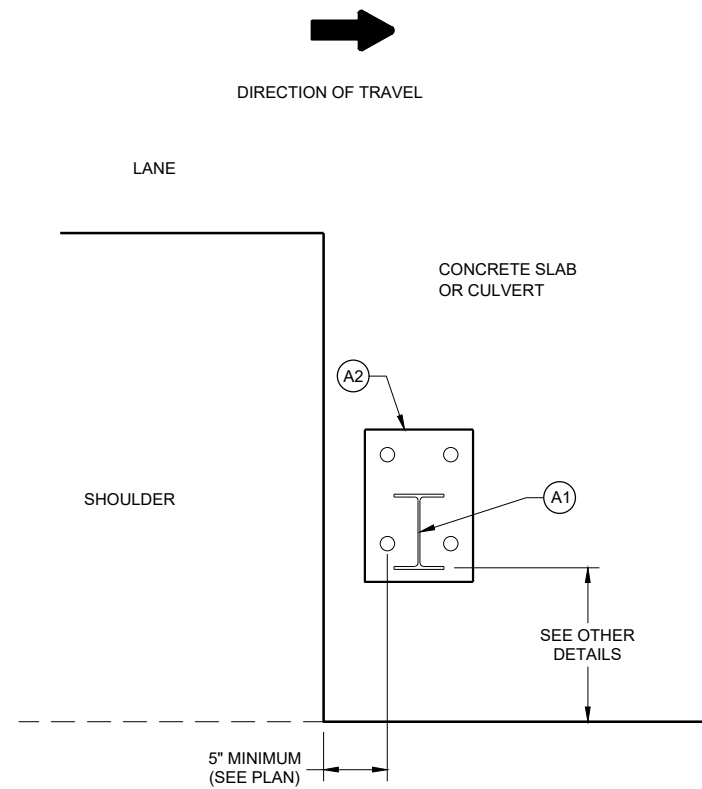 DIRECTION OF TRAVEL
LANE
CONCRETE SLAB
OR CULVERT
A2
SHOULDER
A1
SEE OTHER
DETAILS
5" MINIMUM
(SEE PLAN)